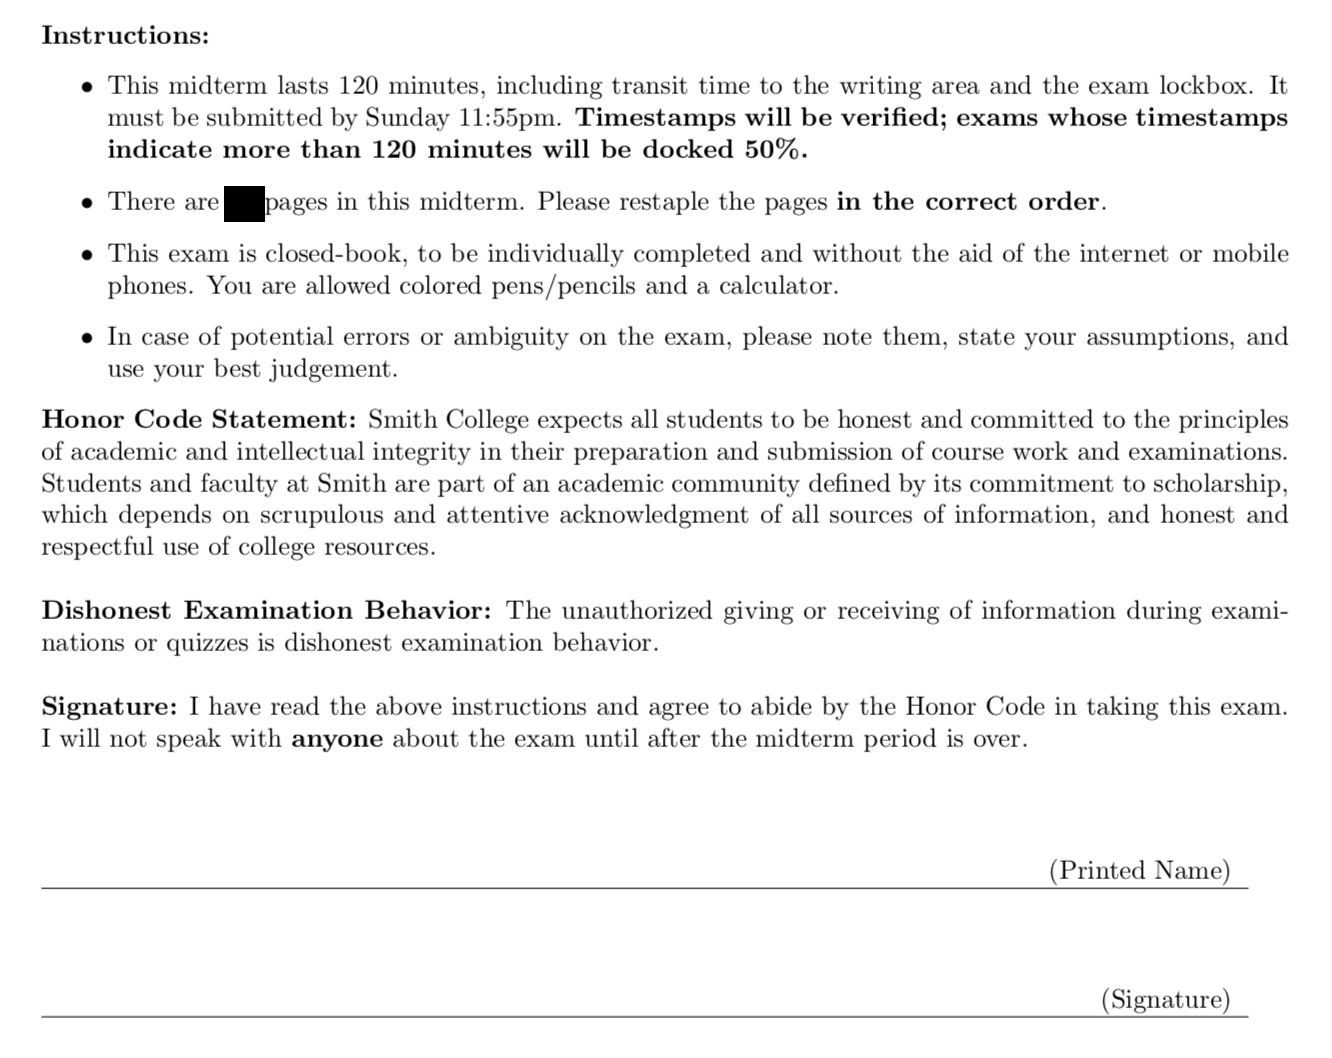 Instructions:
• This midterm lasts 120 minutes, including transit time to the writing area and the exam lockbox. It
must be submitted by Sunday 11:55pm. Timestamps will be verified; exams whose timestamps
indicate more than 120 minutes will be docked 50%.
• There are pages in this midterm. Please restaple the pages in the correct order.
• This exam is closed-book, to be individually completed and without the aid of the internet or mobile
phones. You are allowed colored pens/pencils and a calculator.
• In case of potential errors or ambiguity on the exam, please note them, state your assumptions, and
use your best judgement.
Honor Code Statement: Smith College expects all students to be honest and committed to the principles
of academic and intellectual integrity in their preparation and submission of course work and examinations.
Students and faculty at Smith are part of an academic community defined by its commitment to scholarship,
which depends on scrupulous and attentive acknowledgment of all sources of information, and honest and
respectful use of college resources.
Dishonest Examination Behavior: The unauthorized giving or receiving of information during exami-
nations or quizzes is dishonest examination behavior.
Signature: I have read the above instructions and agree to abide by the Honor Code in taking this exam.
I will not speak with anyone about the exam until after the midterm period is over.
(Printed Name)
(Signature)